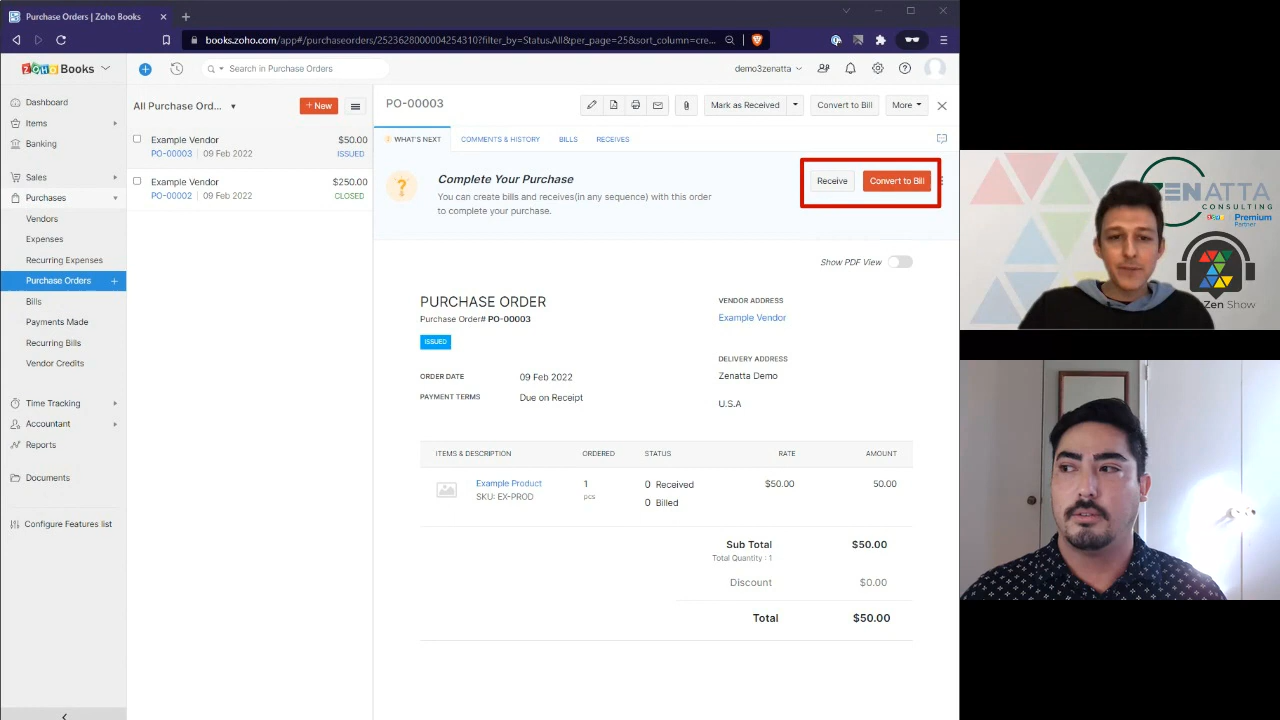 Purchase Orders | Zoho Books
books.zoho.com/app#/purchaseorders/2523628000004254310?filter_by=Status.All&per_page=25&sort_column=cre...
ZOHO Books
Search in Purchase Orders
demo3zenatta
Dashboard
Items
Banking
Sales
Purchases
Vendors
Expenses
Recurring Expenses
Purchase Orders
Bills
Payments Made
Recurring Bills
Vendor Credits
Time Tracking
Accountant
Reports
Documents
Configure Features list
All Purchase Ord...
+ New
Example Vendor $50.00
PO-00003 | 09 Feb 2022 ISSUED
Example Vendor $250.00
PO-00002 | 09 Feb 2022 CLOSED
PO-00003
Mark as Received
Convert to Bill
More
WHAT'S NEXT COMMENTS & HISTORY BILLS RECEIVES
Complete Your Purchase
You can create bills and receives(in any sequence) with this order
to complete your purchase.
Receive
Convert to Bill
Show PDF View
PURCHASE ORDER
Purchase Order# PO-00003
ISSUED
ORDER DATE 09 Feb 2022
PAYMENT TERMS Due on Receipt
VENDOR ADDRESS
Example Vendor
DELIVERY ADDRESS
Zenatta Demo
U.S.A
ITEMS & DESCRIPTION ORDERED STATUS RATE AMOUNT
Example Product 1 0 Received $50.00 50.00
SKU: EX-PROD pcs
0 Billed
Sub Total $50.00
Total Quantity : 1
Discount $0.00
Total $50.00
ZENATTA
CONSULTING
ZOHO Premium
Partner
Zen Show